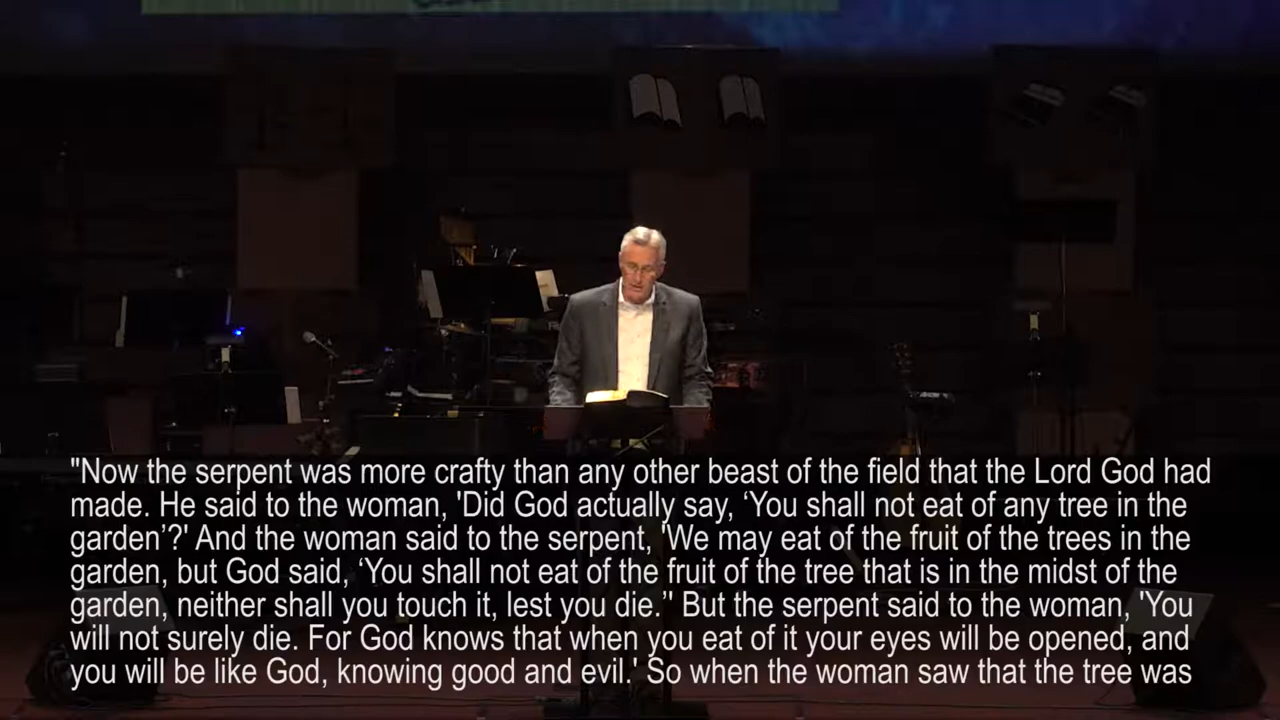 "Now the serpent was more crafty than any other beast of the field that the Lord God had
made. He said to the woman, 'Did God actually say, ‘You shall not eat of any tree in the
garden’?' And the woman said to the serpent, 'We may eat of the fruit of the trees in the
garden, but God said, ‘You shall not eat of the fruit of the tree that is in the midst of the
garden, neither shall you touch it, lest you die.’' But the serpent said to the woman, 'You
will not surely die. For God knows that when you eat of it your eyes will be opened, and
you will be like God, knowing good and evil.' So when the woman saw that the tree was